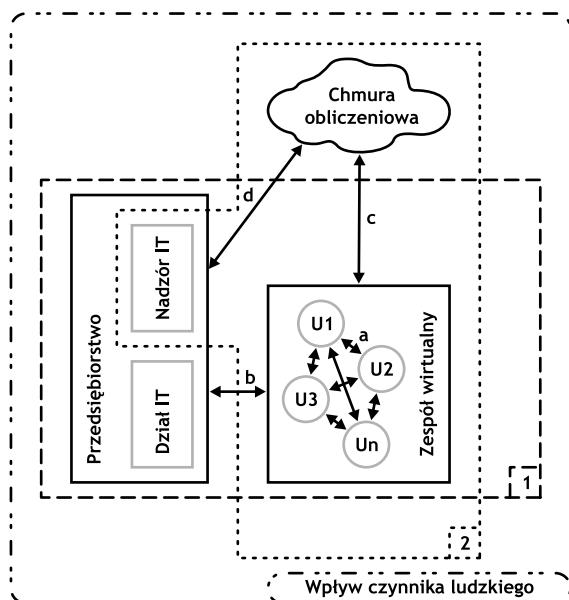 Chmura
obliczeniowa
d
c
Przedsiębiorstwo
Nadzór IT
Dział IT
b
U1
a
U2
U3
Un
Zespół wirtualny
1
2
Wpływ czynnika ludzkiego